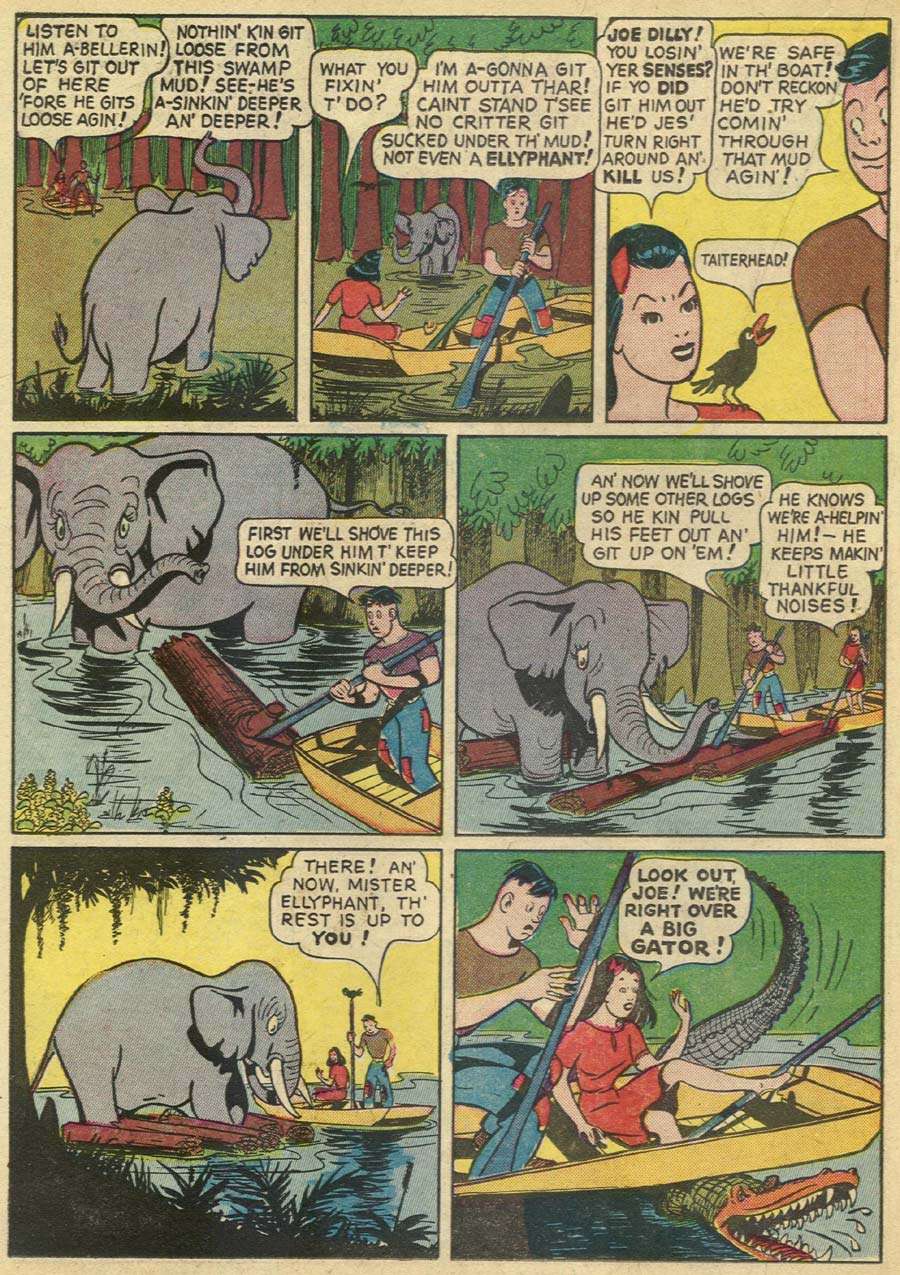 LISTEN TO
HIM A-BELLERIN!
LET'S GIT OUT
OF HERE
'FORE HE GITS
LOOSE AGIN!
NOTHIN' KIN GIT
LOOSE FROM
THIS SWAMP
MUD! SEE-HE'S
A-SINKIN' DEEPER
AN' DEEPER!
WHAT YOU
FIXIN'
T' DO?
I'M A-GONNA GIT
HIM OUTTA THAR!
CAINT STAND T'SEE
NO CRITTER GIT
SUCKED UNDER TH' MUD!
NOT EVEN A ELLYPHANT!
JOE DILLY!
YOU LOSIN'
YER SENSES?
IF YO DID
GIT HIM OUT
HE'D JES'
TURN RIGHT
AROUND AN'
KILL US!
WE'RE SAFE
IN TH' BOAT!
DON'T RECKON
HE'D TRY
COMIN'
THROUGH
THAT MUD
AGIN'!
TAITERHEAD!
FIRST WE'LL SHOVE THIS
LOG UNDER HIM T' KEEP
HIM FROM SINKIN' DEEPER!
AN' NOW WE'LL SHOVE
UP SOME OTHER LOGS
SO HE KIN PULL
HIS FEET OUT AN'
GIT UP ON 'EM!
HE KNOWS
WE'RE A-HELPIN'
HIM!- HE
KEEPS MAKIN'
LITTLE
THANKFUL
NOISES!
THERE! AN'
NOW, MISTER
ELLYPHANT, TH'
REST IS UP TO
YOU!
LOOK OUT,
JOE! WE'RE
RIGHT OVER
A BIG
GATOR!